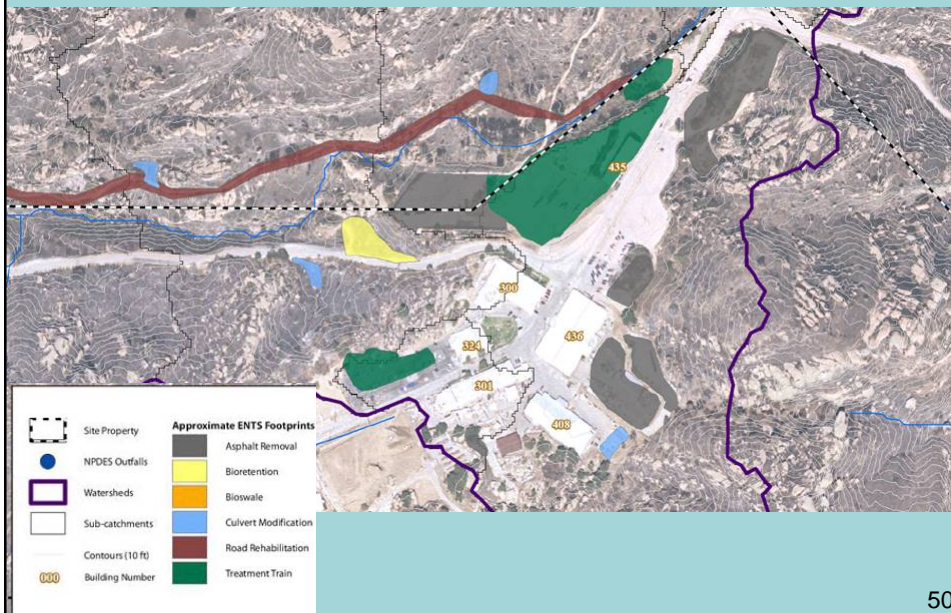 435
300
436
324
301
408
Site Property
NPDES Outfalls
Watersheds
Sub-catchments
Contours (10 ft)
000 Building Number
Approximate ENTS Footprints
Asphalt Removal
Bioretention
Bioswale
Culvert Modification
Road Rehabilitation
Treatment Train
50